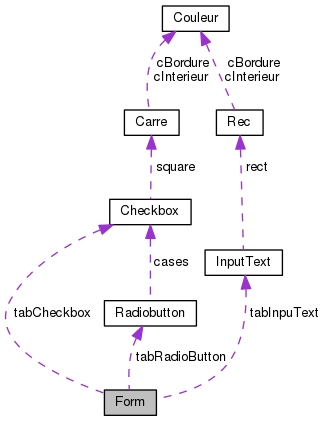 Couleur
cBordure
cInterieur
cBordure
cInterieur
Carre
Rec
square
rect
Checkbox
cases
InputText
tabCheckbox
Radiobutton
tabInpuText
tabRadioButton
Form